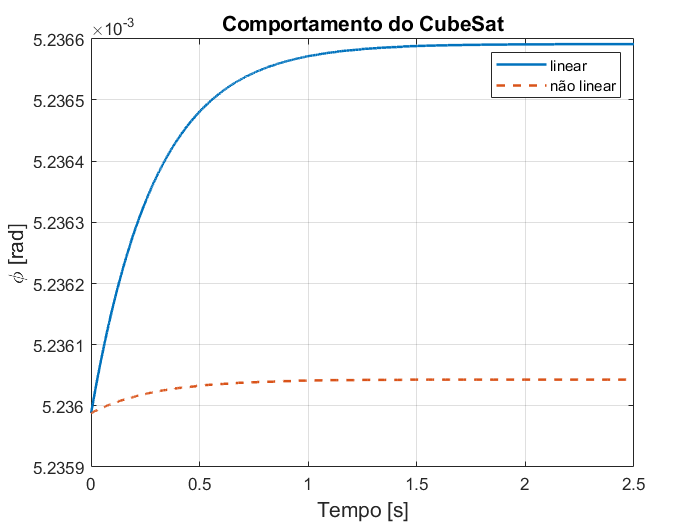 Comportamento do CubeSat
×10⁻³
5.2366
5.2365
5.2364
5.2363
5.2362
5.2361
5.236
5.2359
ϕ [rad]
linear
não linear
0 0.5 1 1.5 2 2.5
Tempo [s]